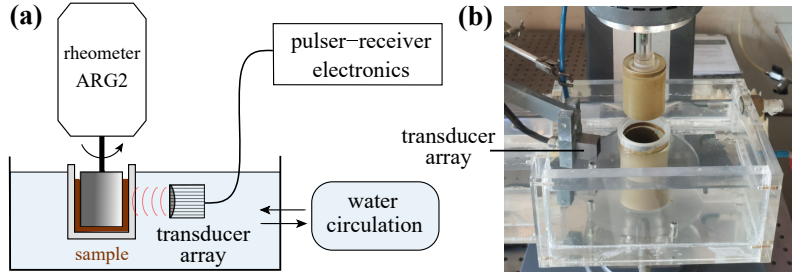 (a)
rheometer
ARG2
pulser–receiver
electronics
sample
transducer
array
water
circulation
(b)
transducer
array